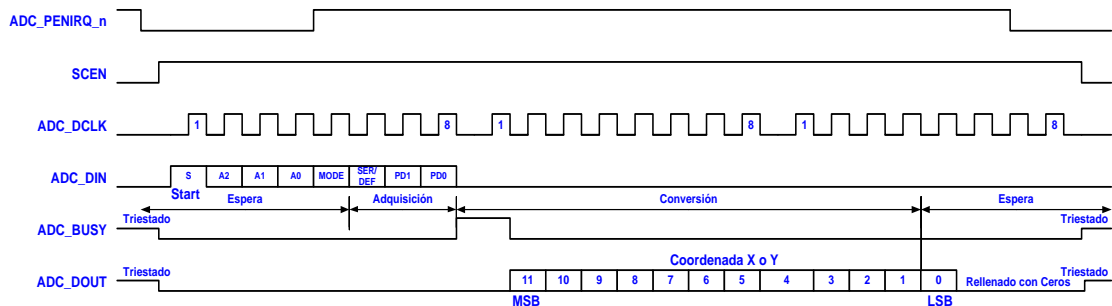 ADC_PENIRQ_n
SCEN
ADC_DCLK 1 8 1 8 1 8
ADC_DIN S A2 A1 A0 MODE SER/DEF PD1 PD0
Start Espera Adquisición Conversión Espera
Triestado Triestado
ADC_BUSY
Coordenada X o Y
ADC_DOUT Triestado 11 10 9 8 7 6 5 4 3 2 1 0 Rellenado con Ceros Triestado
MSB LSB